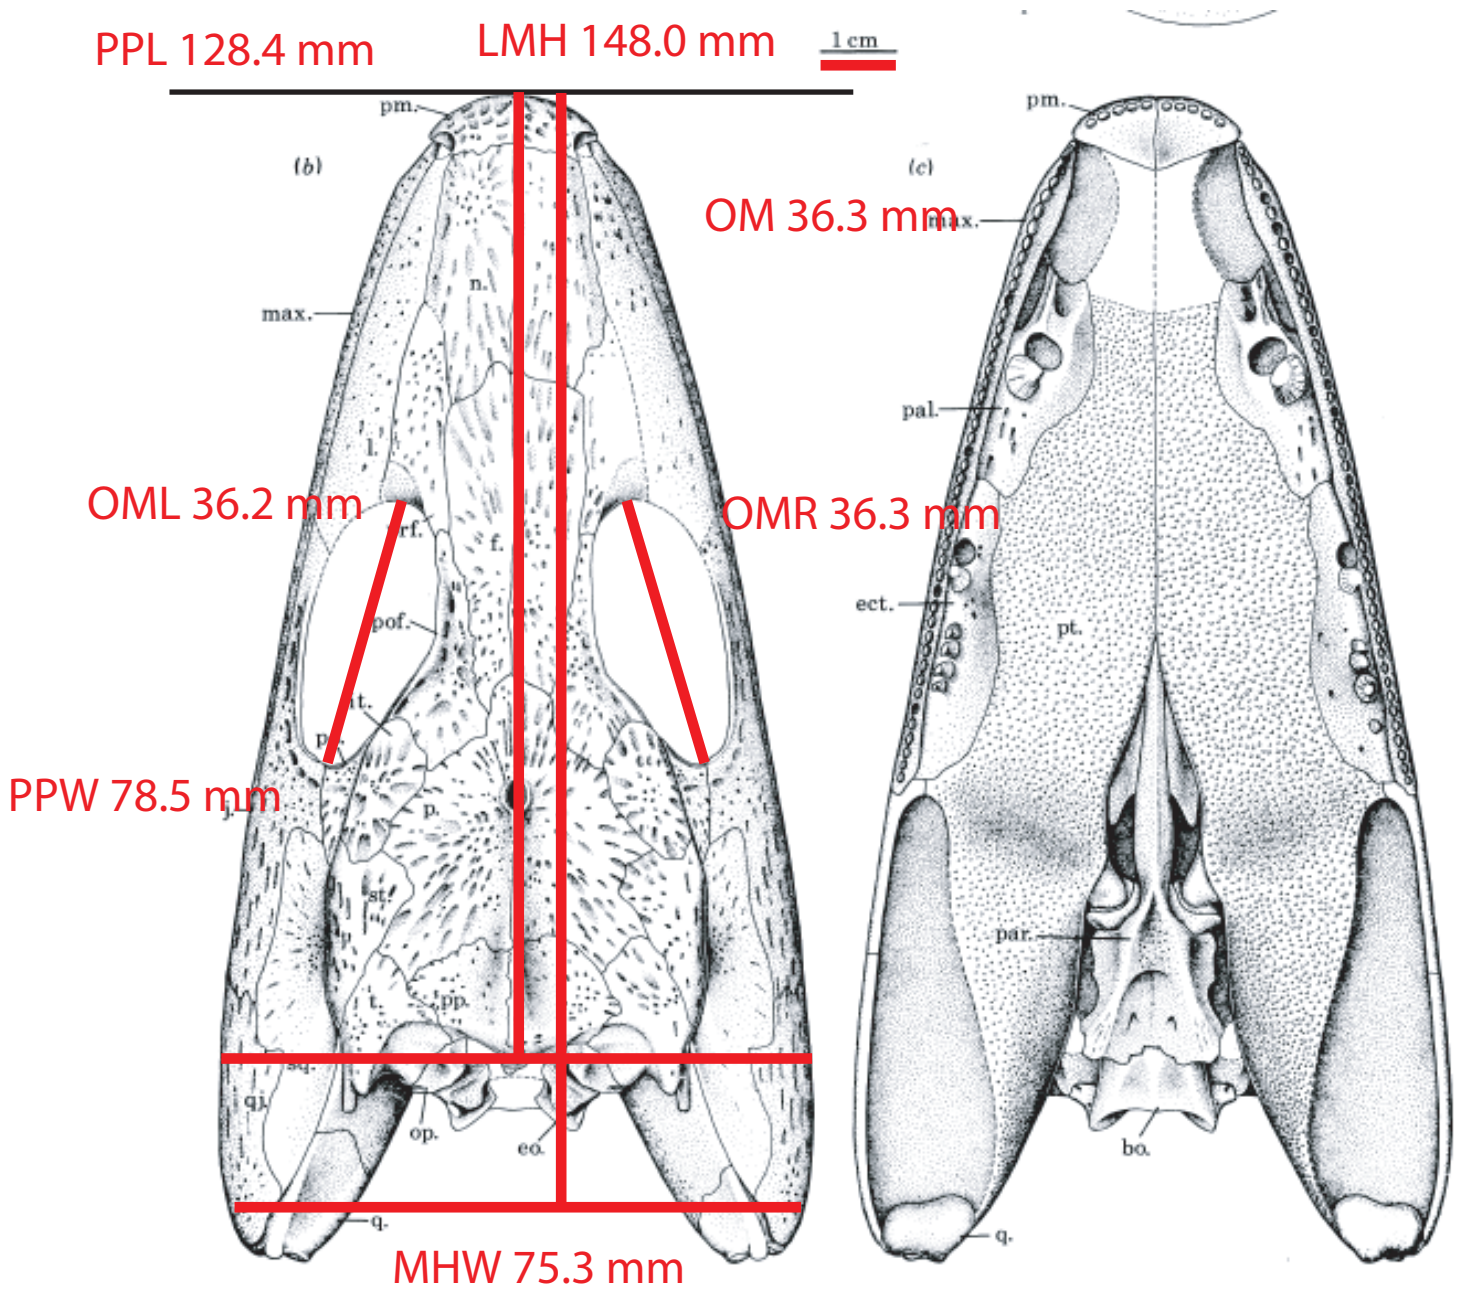 PPL 128.4 mm
LMH 148.0 mm
1 cm
pm.
pm.
(b)
(c)
OM 36.3 mm
max.
n.
max.
pal.
l.
OML 36.2 mm
OMR 36.3 mm
prf.
f.
ect.
pof.
pt.
it.
PPW 78.5 mm
j.
p.
st.
par.
t.
pp.
sq.
qj.
op.
eo.
bo.
q.
q.
MHW 75.3 mm